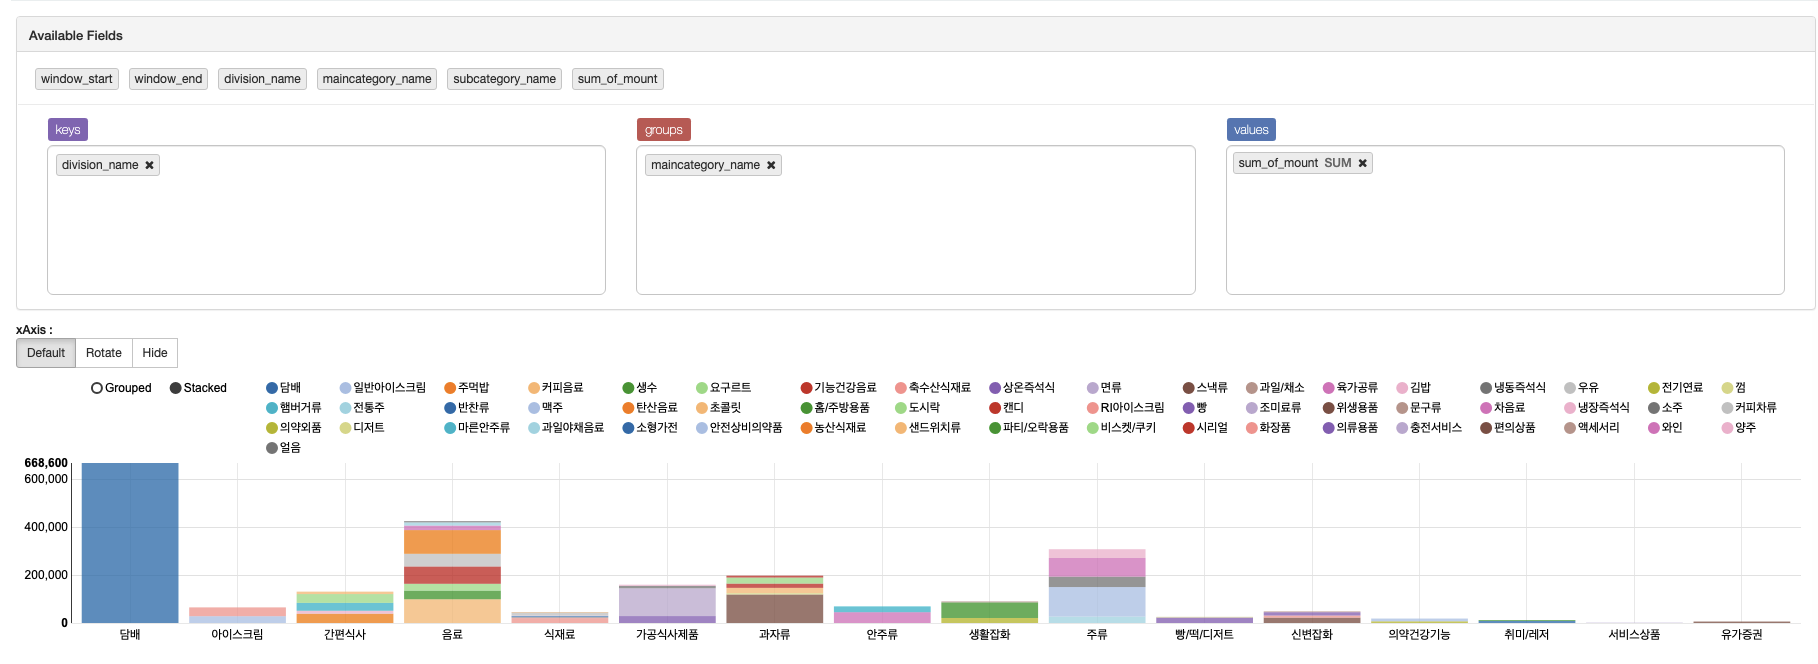 Available Fields
window_start window_end division_name maincategory_name subcategory_name sum_of_mount
keys groups values
division_name ✖ maincategory_name ✖ sum_of_mount SUM ✖
xAxis :
Default Rotate Hide
Grouped Stacked 담배 일반아이스크림 주먹밥 커피음료 생수 요구르트 기능건강음료 축수산식재료 상온즉석식 면류 스낵류 과일/채소 육가공류 김밥 냉동즉석식 우유 전기연료 껌
햄버거류 전통주 반찬류 맥주 탄산음료 초콜릿 홈/주방용품 도시락 캔디 RI아이스크림 빵 조미료류 위생용품 문구류 차음료 냉장즉석식 소주 커피차류
의약외품 디저트 마른안주류 과일야채음료 소형가전 안전상비의약품 농산식재료 샌드위치류 파티/오락용품 비스켓/쿠키 시리얼 화장품 의류용품 충전서비스 편의상품 액세서리 와인 양주
얼음
668,600
600,000
400,000
200,000
0
담배 아이스크림 간편식사 음료 식재료 가공식사제품 과자류 안주류 생활잡화 주류 빵/떡/디저트 신변잡화 의약건강기능 취미/레저 서비스상품 유가증권